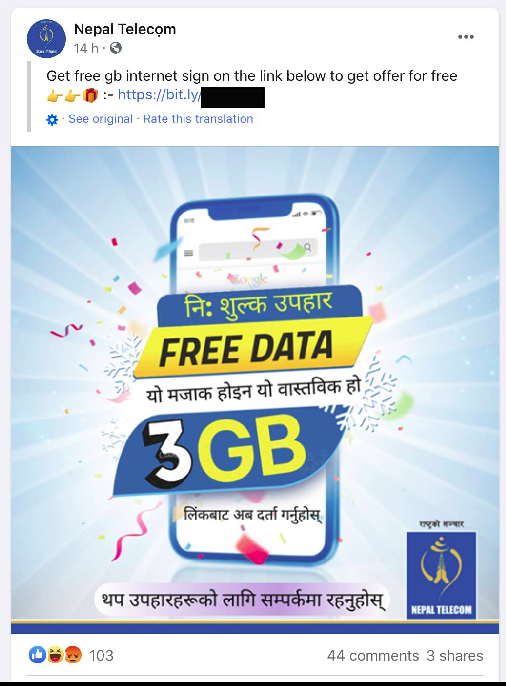 Nepal Telecọm
14 h ·
Get free gb internet sign on the link below to get offer for free
👉👉🎁 :- https://bit.ly/
· See original · Rate this translation
Google
नि: शुल्क उपहार
FREE DATA
यो मजाक होइन यो वास्तविक हो
3GB
लिंकबाट अब दर्ता गर्नुहोस्
राष्ट्रको सञ्चार
NEPAL TELECOM
थप उपहारहरूको लागि सम्पर्कमा रहनुहोस्
103
44 comments 3 shares